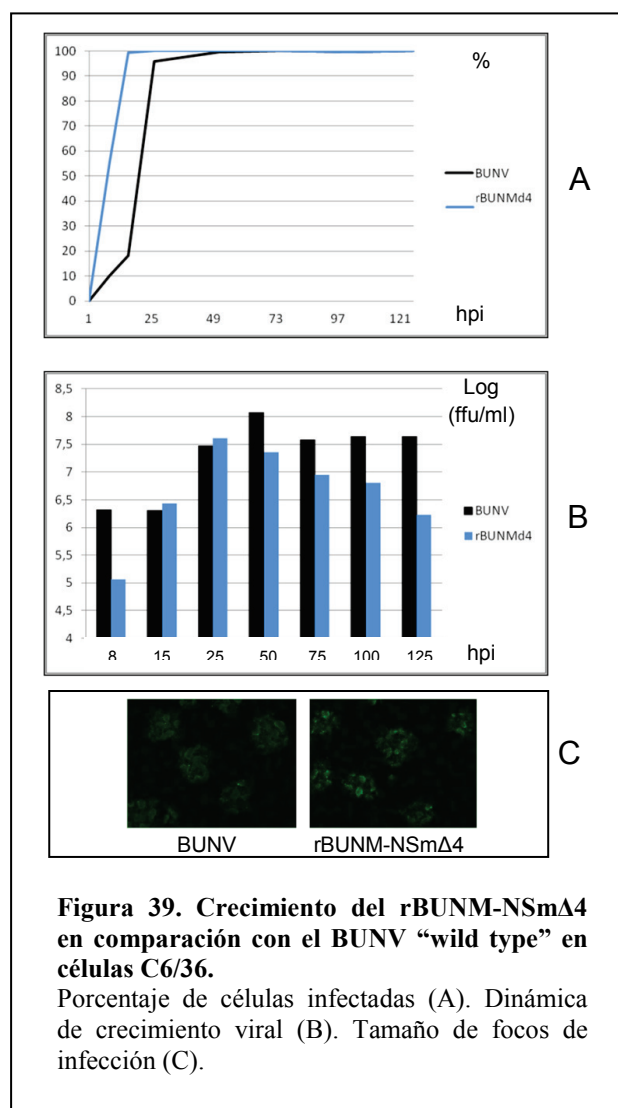 100
90
80
70
60
50
40
30
20
10
0
1 25 49 73 97 121
%
BUNV
rBUNMd4
hpi
A
8,5
8
7,5
7
6,5
6
5,5
5
4,5
4
8 15 25 50 75 100 125
Log
(ffu/ml)
BUNV
rBUNMd4
hpi
B
BUNV rBUNM-NSmΔ4
C
Figura 39. Crecimiento del rBUNM-NSmΔ4
en comparación con el BUNV “wild type” en
células C6/36.
Porcentaje de células infectadas (A). Dinámica
de crecimiento viral (B). Tamaño de focos de
infección (C).